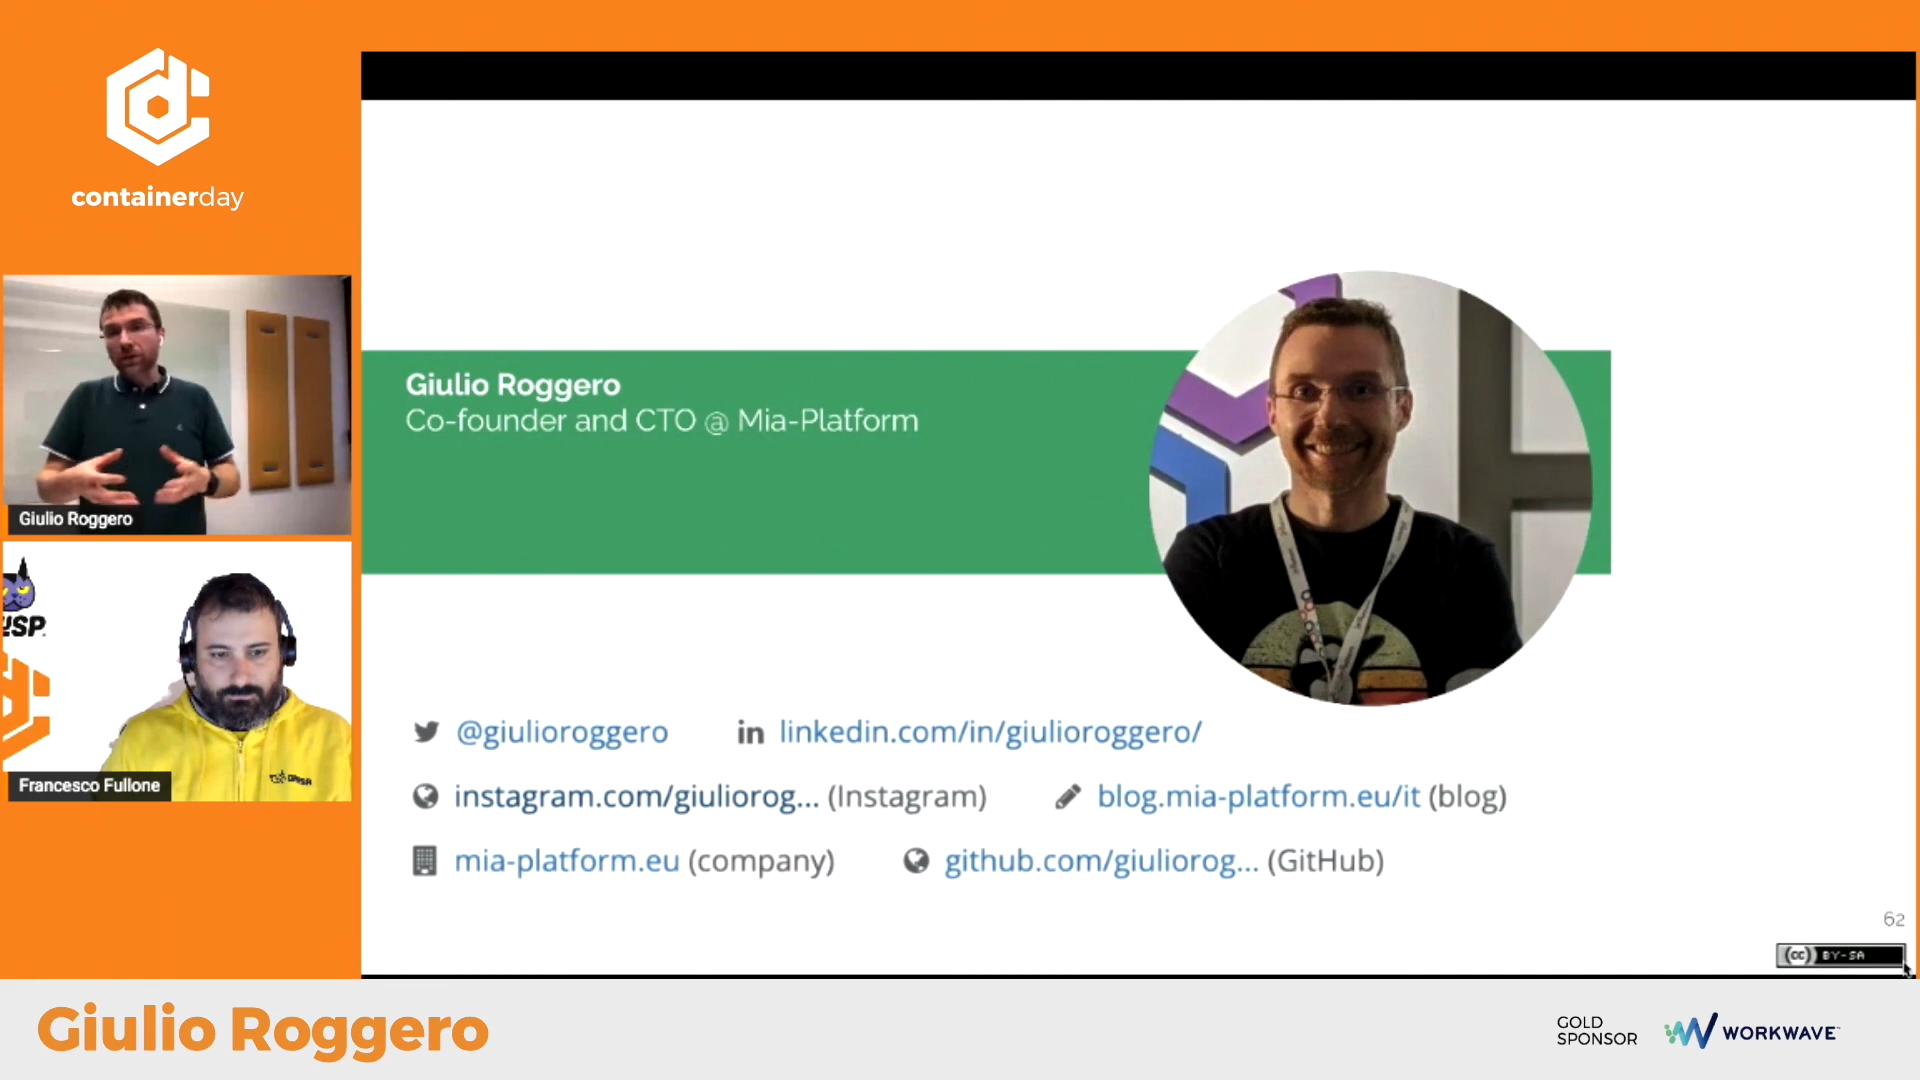 containerday
Giulio Roggero
Francesco Fullone
Giulio Roggero
Co-founder and CTO @ Mia-Platform
@giulioroggero
linkedin.com/in/giulioroggero/
instagram.com/giuliorog... (Instagram)
blog.mia-platform.eu/it (blog)
mia-platform.eu (company)
github.com/giuliorog... (GitHub)
62
(cc) BY-SA
Giulio Roggero
GOLD
SPONSOR
WORKWAVE